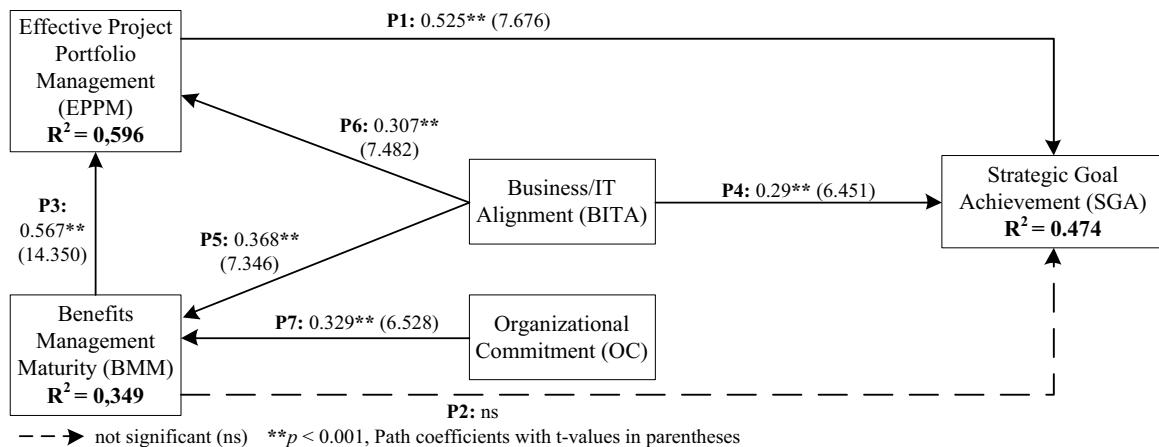 Effective Project
Portfolio
Management
(EPPM)
R² = 0,596
P1: 0.525** (7.676)
P6: 0.307**
(7.482)
P3:
0.567**
(14.350)
P5: 0.368**
(7.346)
Business/IT
Alignment (BITA)
P4: 0.29** (6.451)
Strategic Goal
Achievement (SGA)
R² = 0.474
Benefits
Management
Maturity (BMM)
R² = 0,349
P7: 0.329** (6.528)
Organizational
Commitment (OC)
P2: ns
not significant (ns) **p < 0.001, Path coefficients with t-values in parentheses